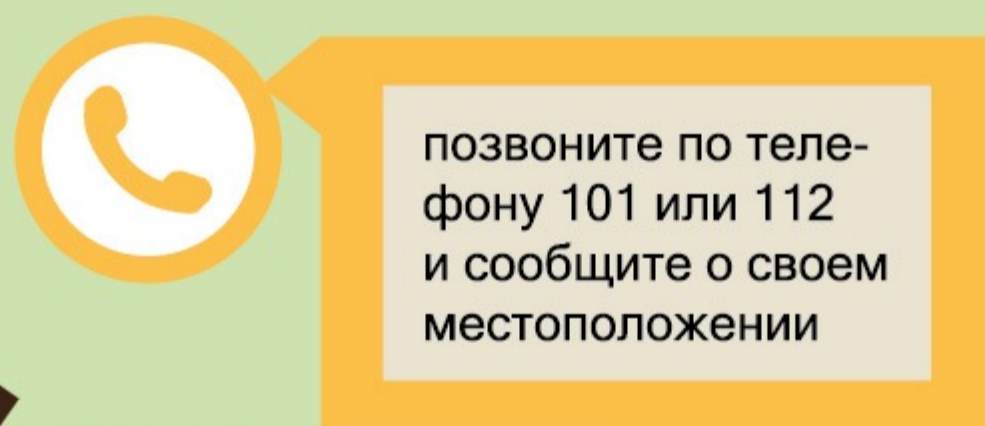 позвоните по теле-
фону 101 или 112
и сообщите о своем
местоположении